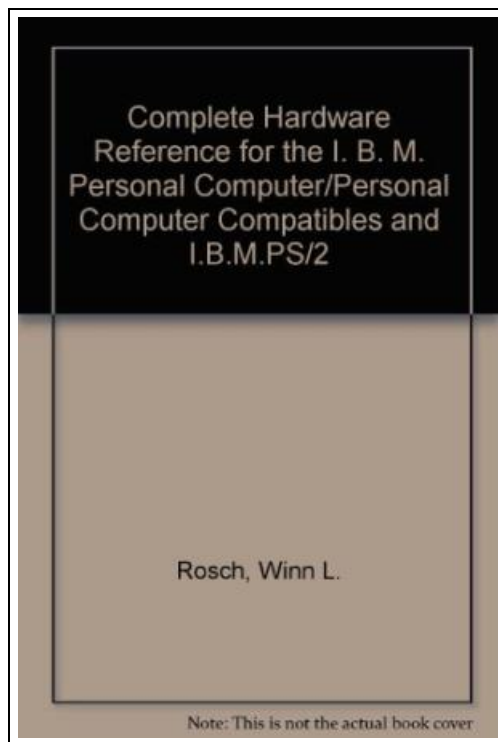 Complete Hardware
Reference for the I. B. M.
Personal Computer/Personal
Computer Compatibles and
I.B.M.PS/2
Rosch, Winn L.
Note: This is not the actual book cover